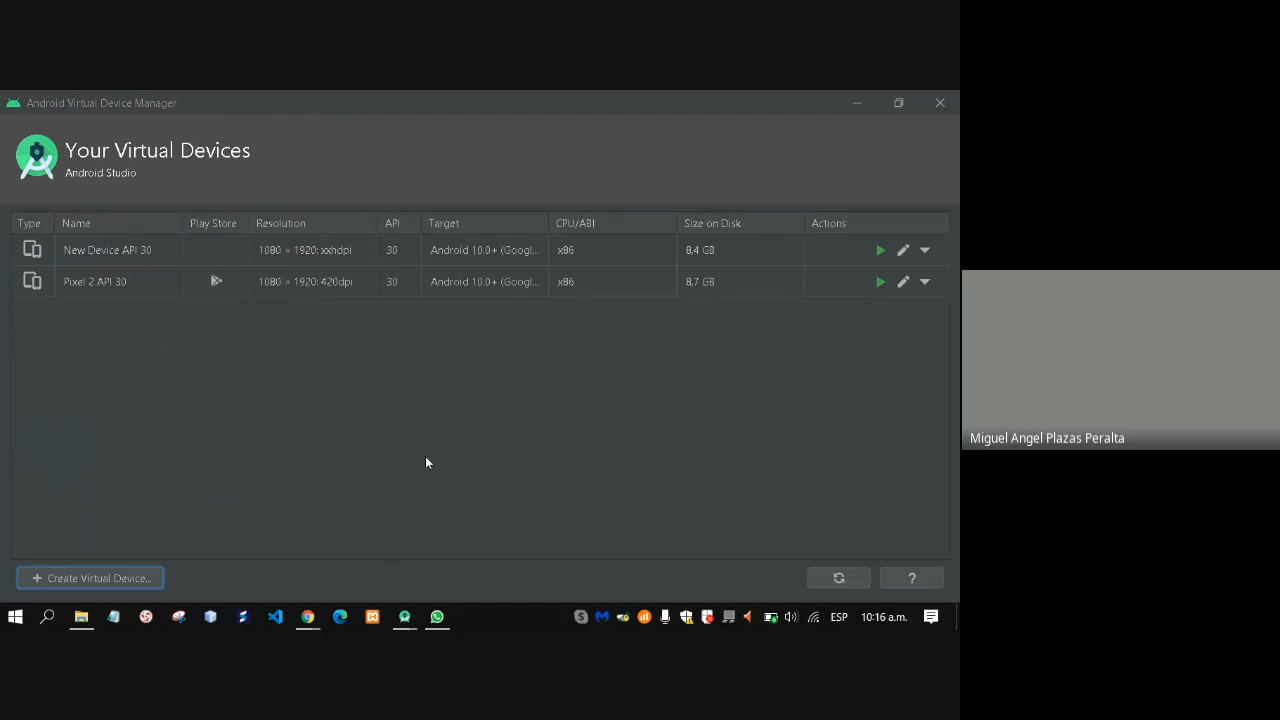 Android Virtual Device Manager
Your Virtual Devices
Android Studio
Type Name Play Store Resolution API Target CPU/ABI Size on Disk Actions
New Device API 30 1080 × 1920: xxhdpi 30 Android 10.0+ (Googl... x86 8,4 GB
Pixel 2 API 30 1080 × 1920: 420dpi 30 Android 10.0+ (Googl... x86 8,7 GB
Miguel Angel Plazas Peralta
+ Create Virtual Device...
?
ESP 10:16 a.m.